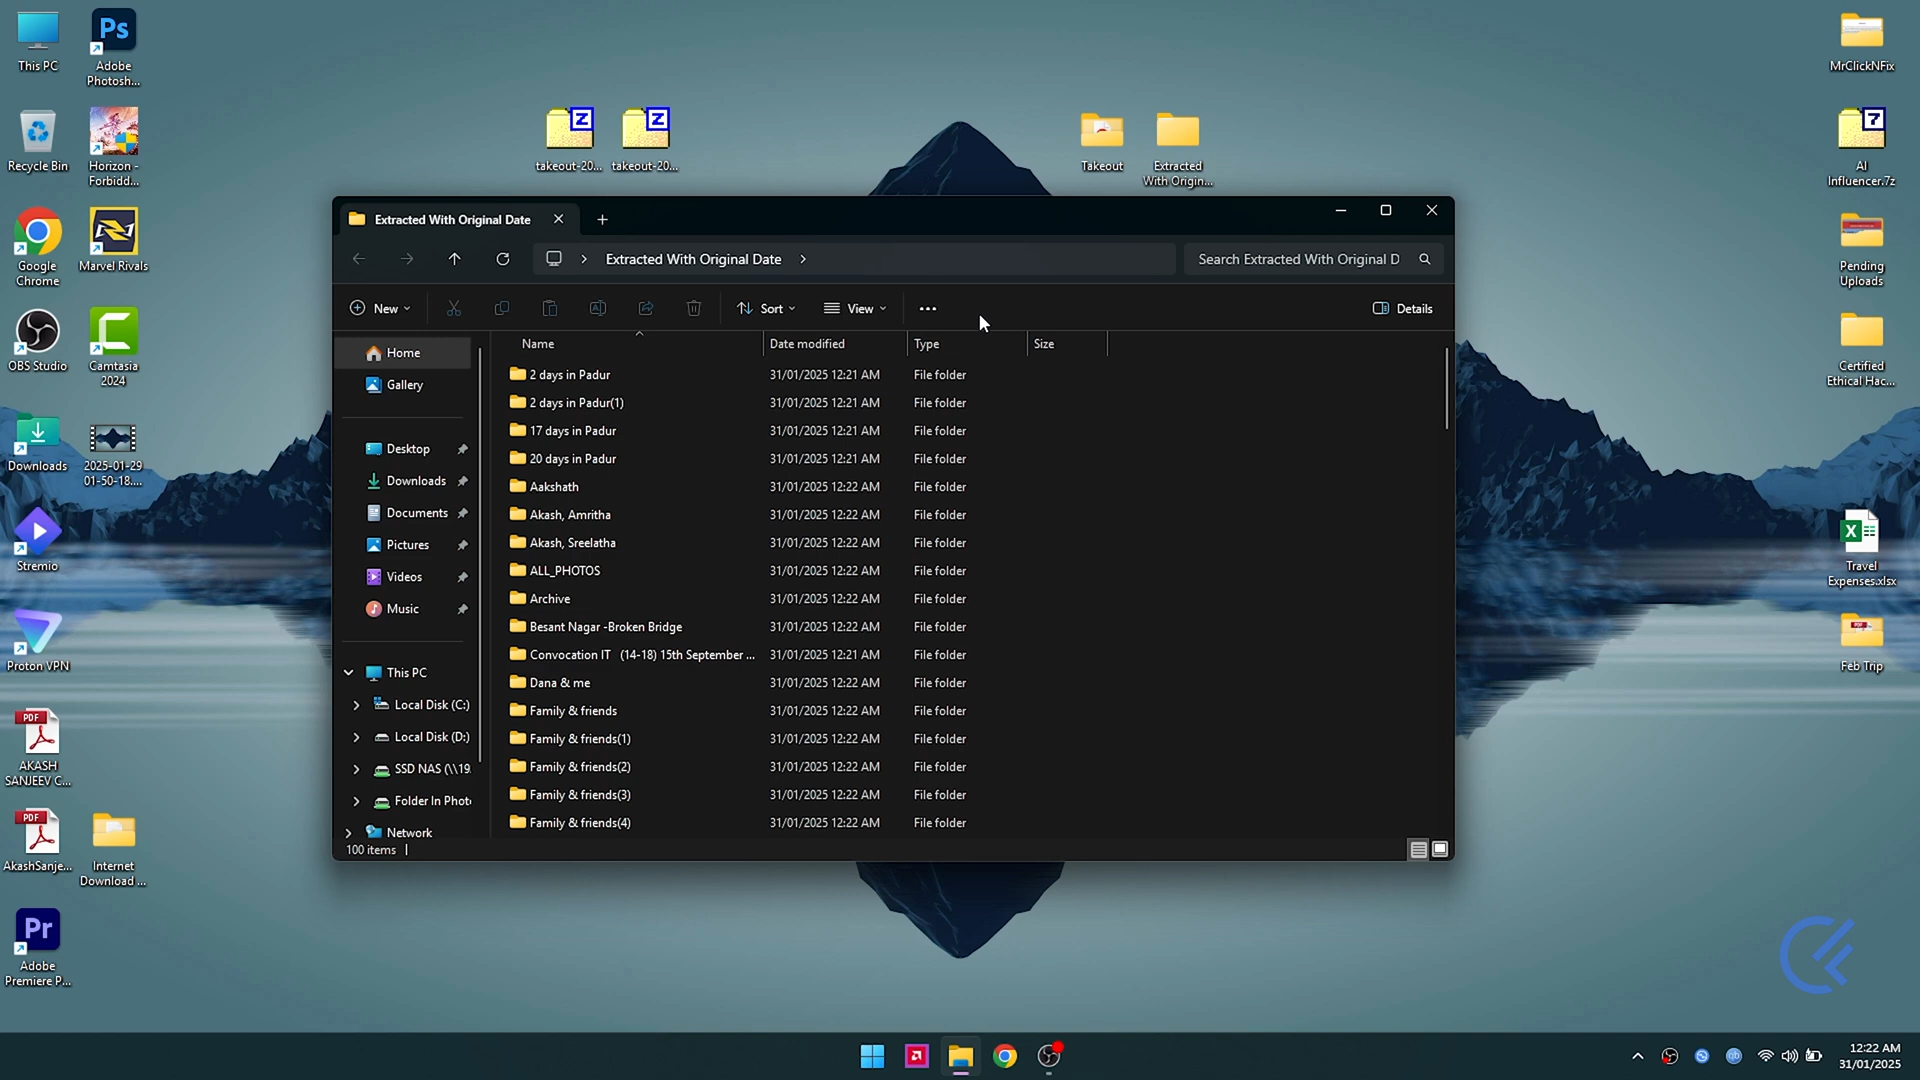 This PC
Adobe
Photosh...
Recycle Bin
Horizon -
Forbidd...
Google
Chrome
Marvel Rivals
OBS Studio
Camtasia
2024
Downloads
2025-01-29
01-50-18....
Stremio
Proton VPN
AKASH
SANJEEV C...
AkashSanje...
Internet
Download ...
Adobe
Premiere P...
takeout-20...
takeout-20...
Takeout
Extracted
With Origin...
MrClickNFix
AI
Influencer.7z
Pending
Uploads
Certified
Ethical Hac...
Travel
Expenses.xlsx
Feb Trip
Extracted With Original Date
Extracted With Original Date
Search Extracted With Original D
New
Sort
View
Details
Home
Gallery
Desktop
Downloads
Documents
Pictures
Videos
Music
This PC
Local Disk (C:)
Local Disk (D:)
SSD NAS (\\19.
Folder In Phot
Network
Name Date modified Type Size
2 days in Padur 31/01/2025 12:21 AM File folder
2 days in Padur(1) 31/01/2025 12:21 AM File folder
17 days in Padur 31/01/2025 12:21 AM File folder
20 days in Padur 31/01/2025 12:21 AM File folder
Aakshath 31/01/2025 12:22 AM File folder
Akash, Amritha 31/01/2025 12:22 AM File folder
Akash, Sreelatha 31/01/2025 12:22 AM File folder
ALL_PHOTOS 31/01/2025 12:22 AM File folder
Archive 31/01/2025 12:22 AM File folder
Besant Nagar -Broken Bridge 31/01/2025 12:22 AM File folder
Convocation IT (14-18) 15th September ... 31/01/2025 12:21 AM File folder
Dana & me 31/01/2025 12:22 AM File folder
Family & friends 31/01/2025 12:22 AM File folder
Family & friends(1) 31/01/2025 12:22 AM File folder
Family & friends(2) 31/01/2025 12:22 AM File folder
Family & friends(3) 31/01/2025 12:22 AM File folder
Family & friends(4) 31/01/2025 12:22 AM File folder
100 items
12:22 AM
31/01/2025
Ps
Pr
PDF
PDF
Z
Z
7